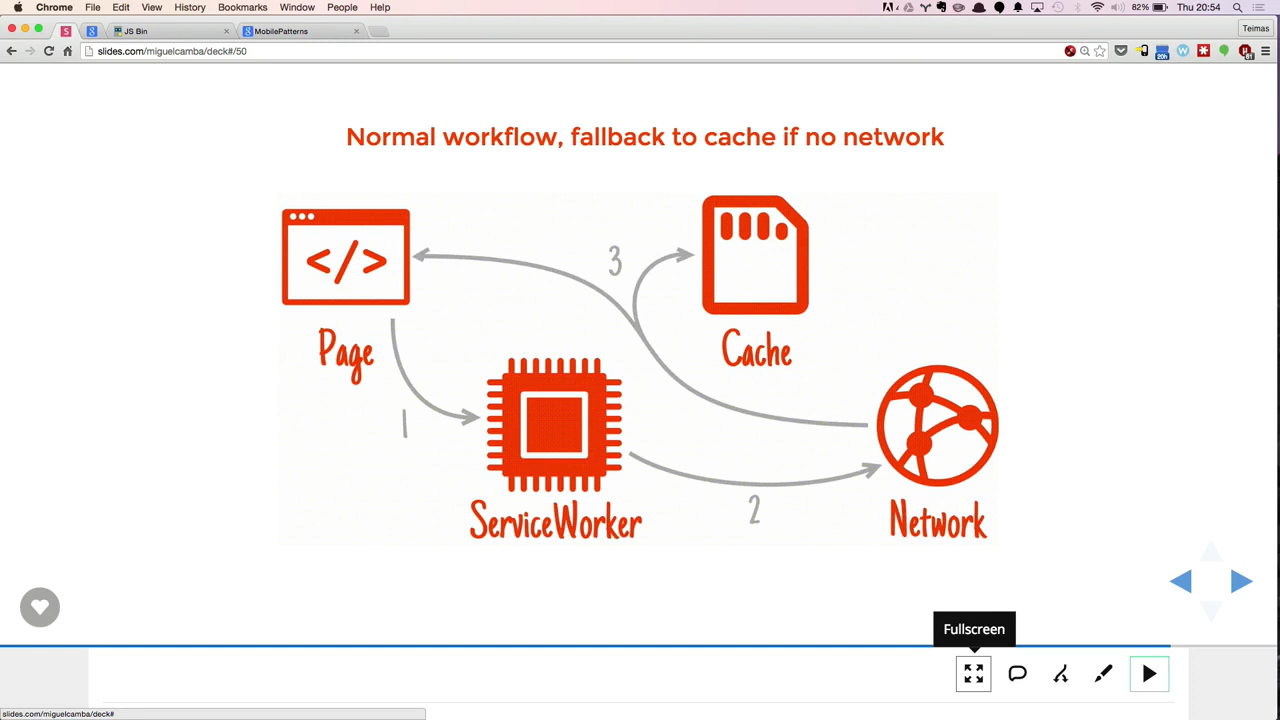 Chrome File Edit View History Bookmarks Window People Help 82% Thu 20:54
JS Bin MobilePatterns Teimas
slides.com/miguelcamba/deck#/50
20h 61
Normal workflow, fallback to cache if no network
</>
3
Page
Cache
1
ServiceWorker
2
Network
Fullscreen
slides.com/miguelcamba/deck#